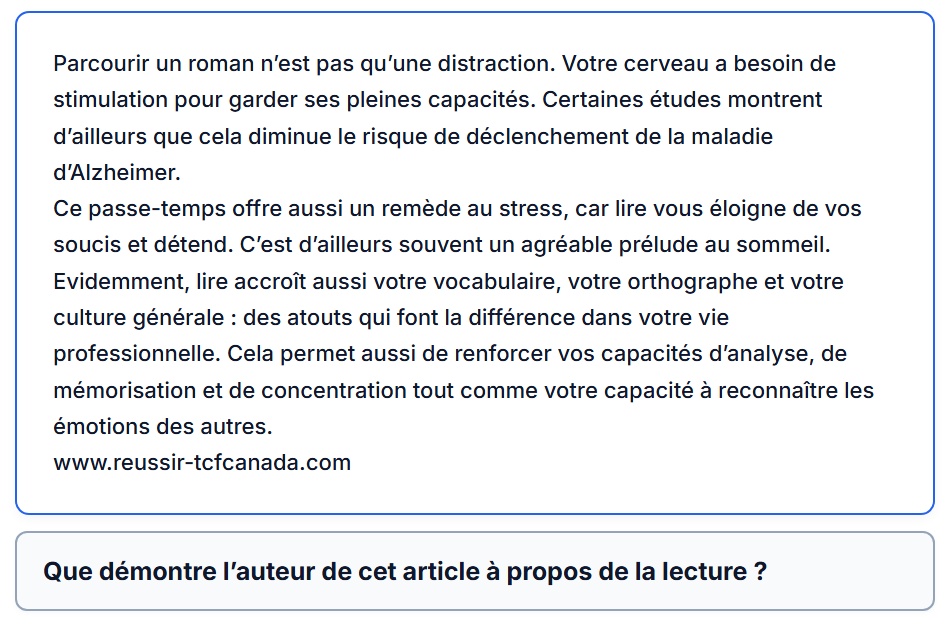 Parcourir un roman n’est pas qu’une distraction. Votre cerveau a besoin de
stimulation pour garder ses pleines capacités. Certaines études montrent
d’ailleurs que cela diminue le risque de déclenchement de la maladie
d’Alzheimer.
Ce passe-temps offre aussi un remède au stress, car lire vous éloigne de vos
soucis et détend. C’est d’ailleurs souvent un agréable prélude au sommeil.
Evidemment, lire accroît aussi votre vocabulaire, votre orthographe et votre
culture générale : des atouts qui font la différence dans votre vie
professionnelle. Cela permet aussi de renforcer vos capacités d’analyse, de
mémorisation et de concentration tout comme votre capacité à reconnaître les
émotions des autres.
www.reussir-tcfcanada.com
Que démontre l’auteur de cet article à propos de la lecture ?